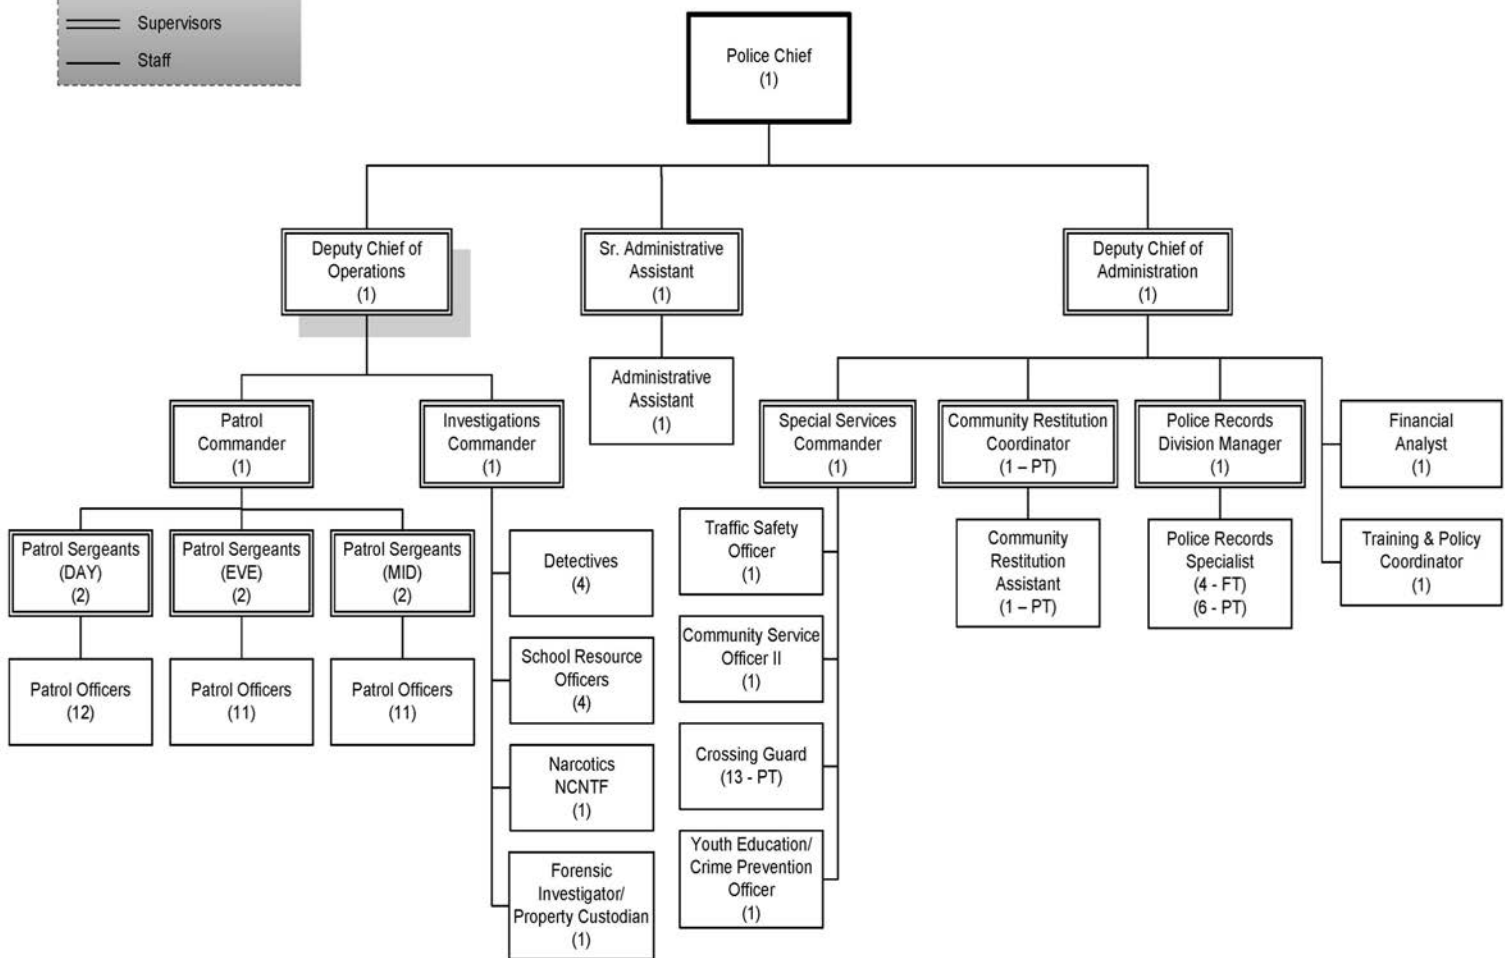 Supervisors
Staff
Police Chief
(1)
Deputy Chief of
Operations
(1)
Sr. Administrative
Assistant
(1)
Deputy Chief of
Administration
(1)
Administrative
Assistant
(1)
Patrol
Commander
(1)
Investigations
Commander
(1)
Special Services
Commander
(1)
Community Restitution
Coordinator
(1 – PT)
Police Records
Division Manager
(1)
Financial
Analyst
(1)
Patrol Sergeants
(DAY)
(2)
Patrol Sergeants
(EVE)
(2)
Patrol Sergeants
(MID)
(2)
Detectives
(4)
Traffic Safety
Officer
(1)
Community
Restitution
Assistant
(1 – PT)
Police Records
Specialist
(4 - FT)
(6 - PT)
Training & Policy
Coordinator
(1)
Patrol Officers
(12)
Patrol Officers
(11)
Patrol Officers
(11)
School Resource
Officers
(4)
Community Service
Officer II
(1)
Narcotics
NCNTF
(1)
Crossing Guard
(13 - PT)
Forensic
Investigator/
Property Custodian
(1)
Youth Education/
Crime Prevention
Officer
(1)